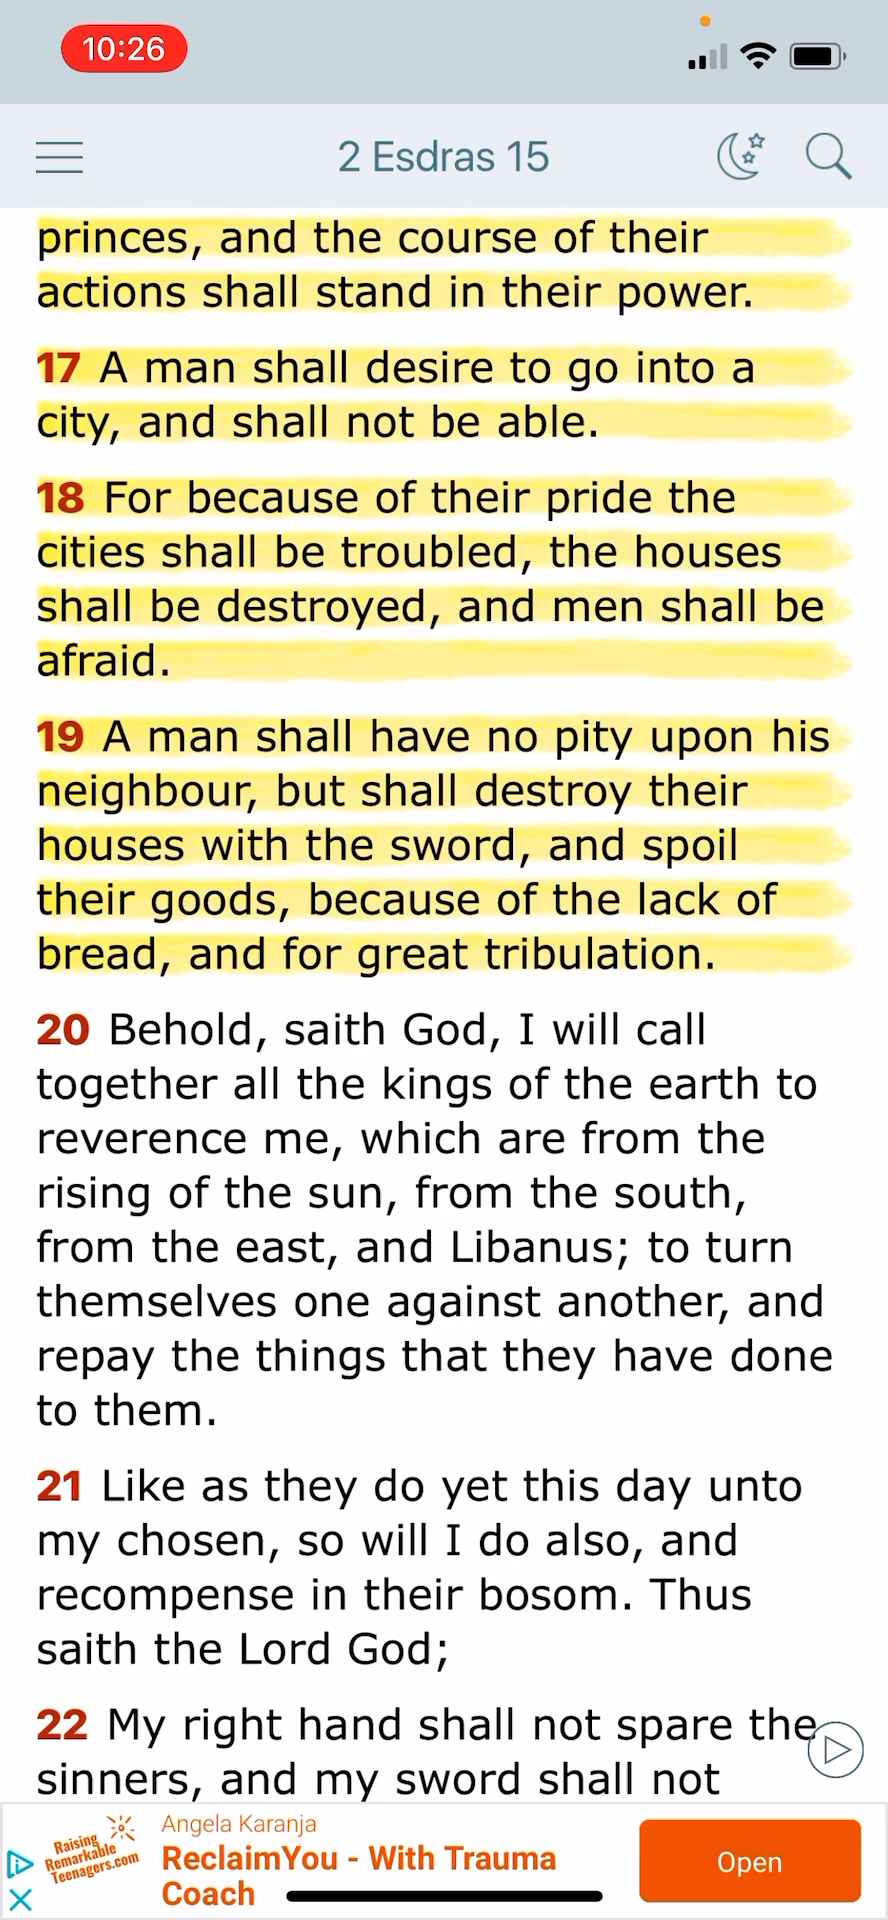 10:26
2 Esdras 15
princes, and the course of their
actions shall stand in their power.
17 A man shall desire to go into a
city, and shall not be able.
18 For because of their pride the
cities shall be troubled, the houses
shall be destroyed, and men shall be
afraid.
19 A man shall have no pity upon his
neighbour, but shall destroy their
houses with the sword, and spoil
their goods, because of the lack of
bread, and for great tribulation.
20 Behold, saith God, I will call
together all the kings of the earth to
reverence me, which are from the
rising of the sun, from the south,
from the east, and Libanus; to turn
themselves one against another, and
repay the things that they have done
to them.
21 Like as they do yet this day unto
my chosen, so will I do also, and
recompense in their bosom. Thus
saith the Lord God;
22 My right hand shall not spare the
sinners, and my sword shall not
Raising
Remarkable
Teenagers.com
Angela Karanja
ReclaimYou - With Trauma
Coach
Open